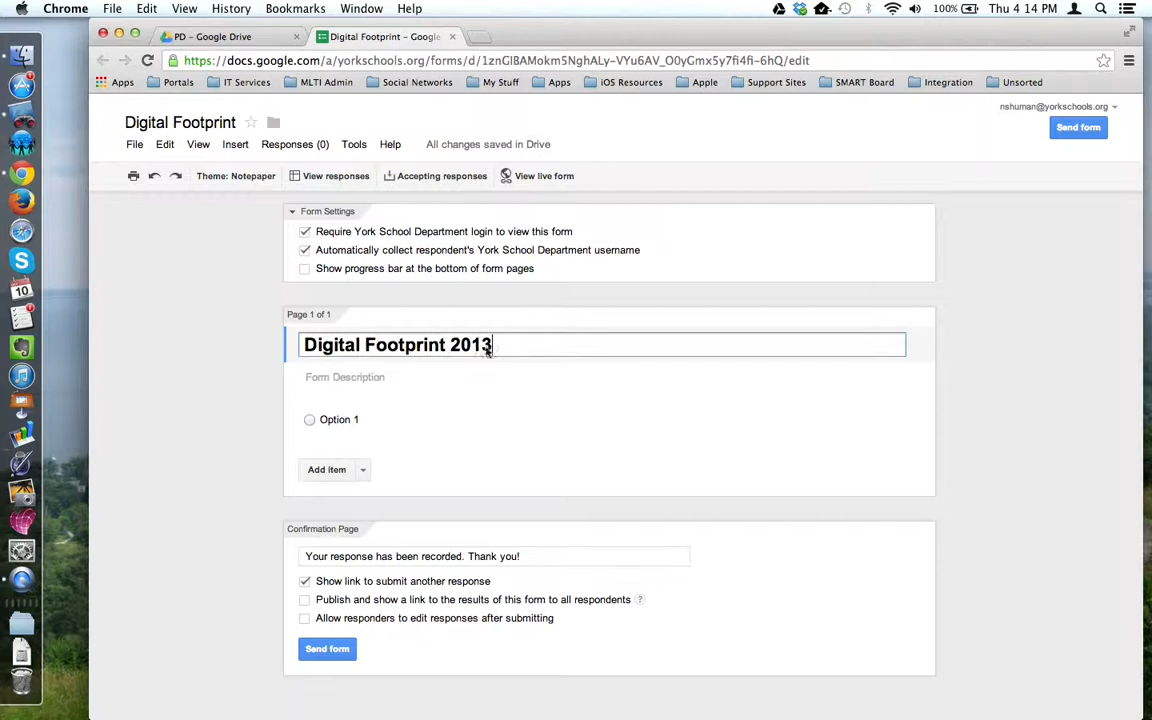 Chrome File Edit View History Bookmarks Window Help 100% Thu 4:14 PM
PD – Google Drive × Digital Footprint – Google ×
https://docs.google.com/a/yorkschools.org/forms/d/1znGlBAMokm5NghALy-VYu6AV_O0yGmx5y7fi4fi-6hQ/edit
Apps Portals IT Services MLTI Admin Social Networks My Stuff Apps iOS Resources Apple Support Sites SMART Board Integration Unsorted
nshuman@yorkschools.org
Digital Footprint
Send form
File Edit View Insert Responses (0) Tools Help All changes saved in Drive
Theme: Notepaper View responses Accepting responses View live form
Form Settings
Require York School Department login to view this form
Automatically collect respondent's York School Department username
Show progress bar at the bottom of form pages
Page 1 of 1
Digital Footprint 2013
Form Description
Option 1
Add item
Confirmation Page
Your response has been recorded. Thank you!
Show link to submit another response
Publish and show a link to the results of this form to all respondents ?
Allow responders to edit responses after submitting
Send form
10